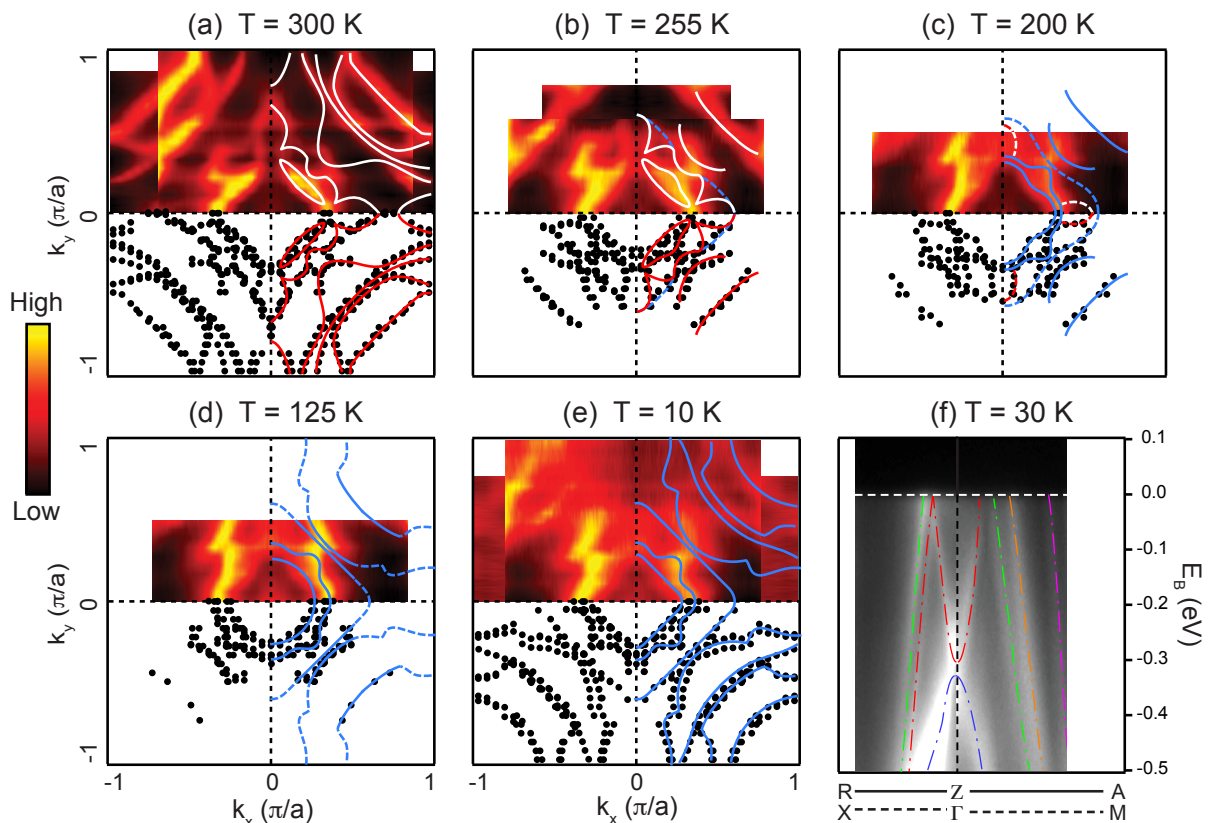 (a) T = 300 K
(b) T = 255 K
(c) T = 200 K
1
0
-1
k_y (π/a)
High
Low
(d) T = 125 K
(e) T = 10 K
(f) T = 30 K
1
0
-1
k_y (π/a)
0.1
0.0
-0.1
-0.2
-0.3
-0.4
-0.5
E_B (eV)
-1 0 1
0 1
k_x (π/a)
k_x (π/a)
R Z A
X Γ M